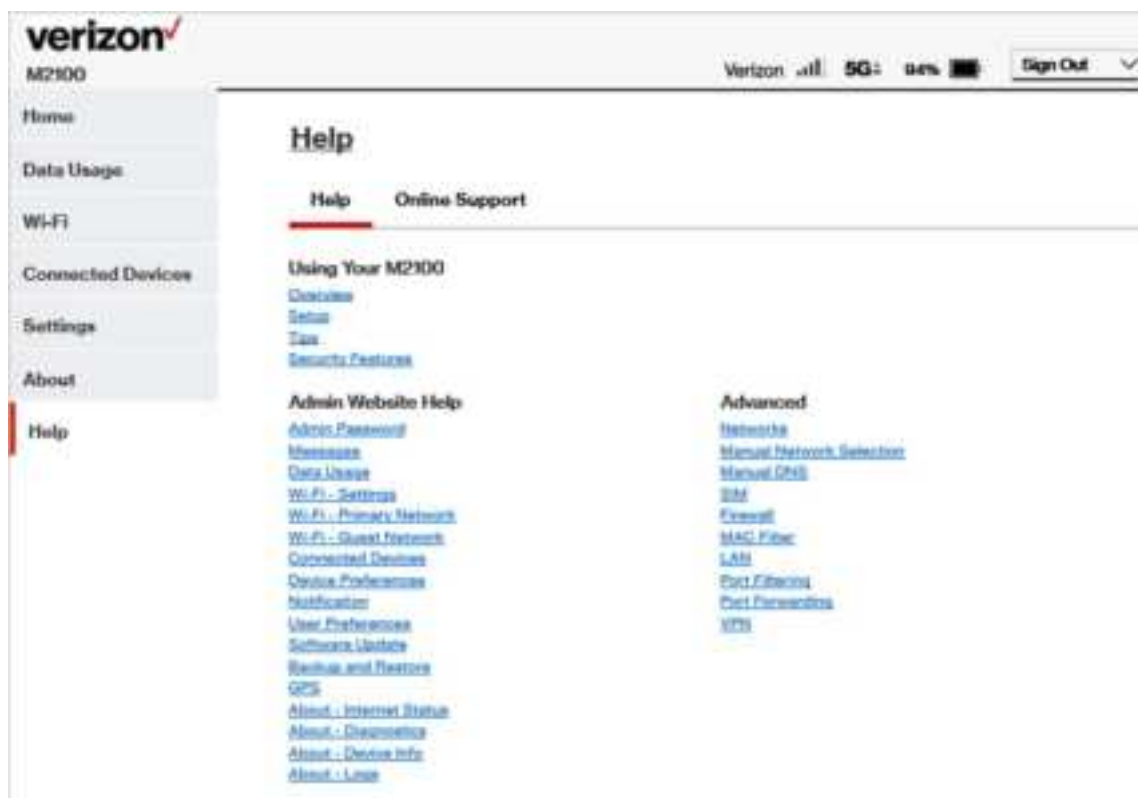 verizon
M2100
Verizon 5G 94% Sign Out
Home
Data Usage
Wi-Fi
Connected Devices
Settings
About
Help
Help
Help Online Support
Using Your M2100
Overview
Setup
Tips
Security Features
Admin Website Help
Admin Password
Messages
Data Usage
Wi-Fi - Settings
Wi-Fi - Primary Network
Wi-Fi - Guest Network
Connected Devices
Device Preferences
Notification
User Preferences
Software Update
Backup and Restore
GPS
About - Internet Status
About - Diagnostics
About - Device Info
About - Logs
Advanced
Networks
Manual Network Selection
Manual DNS
SIM
Firewall
MAC Filter
LAN
Port Filtering
Port Forwarding
VPN